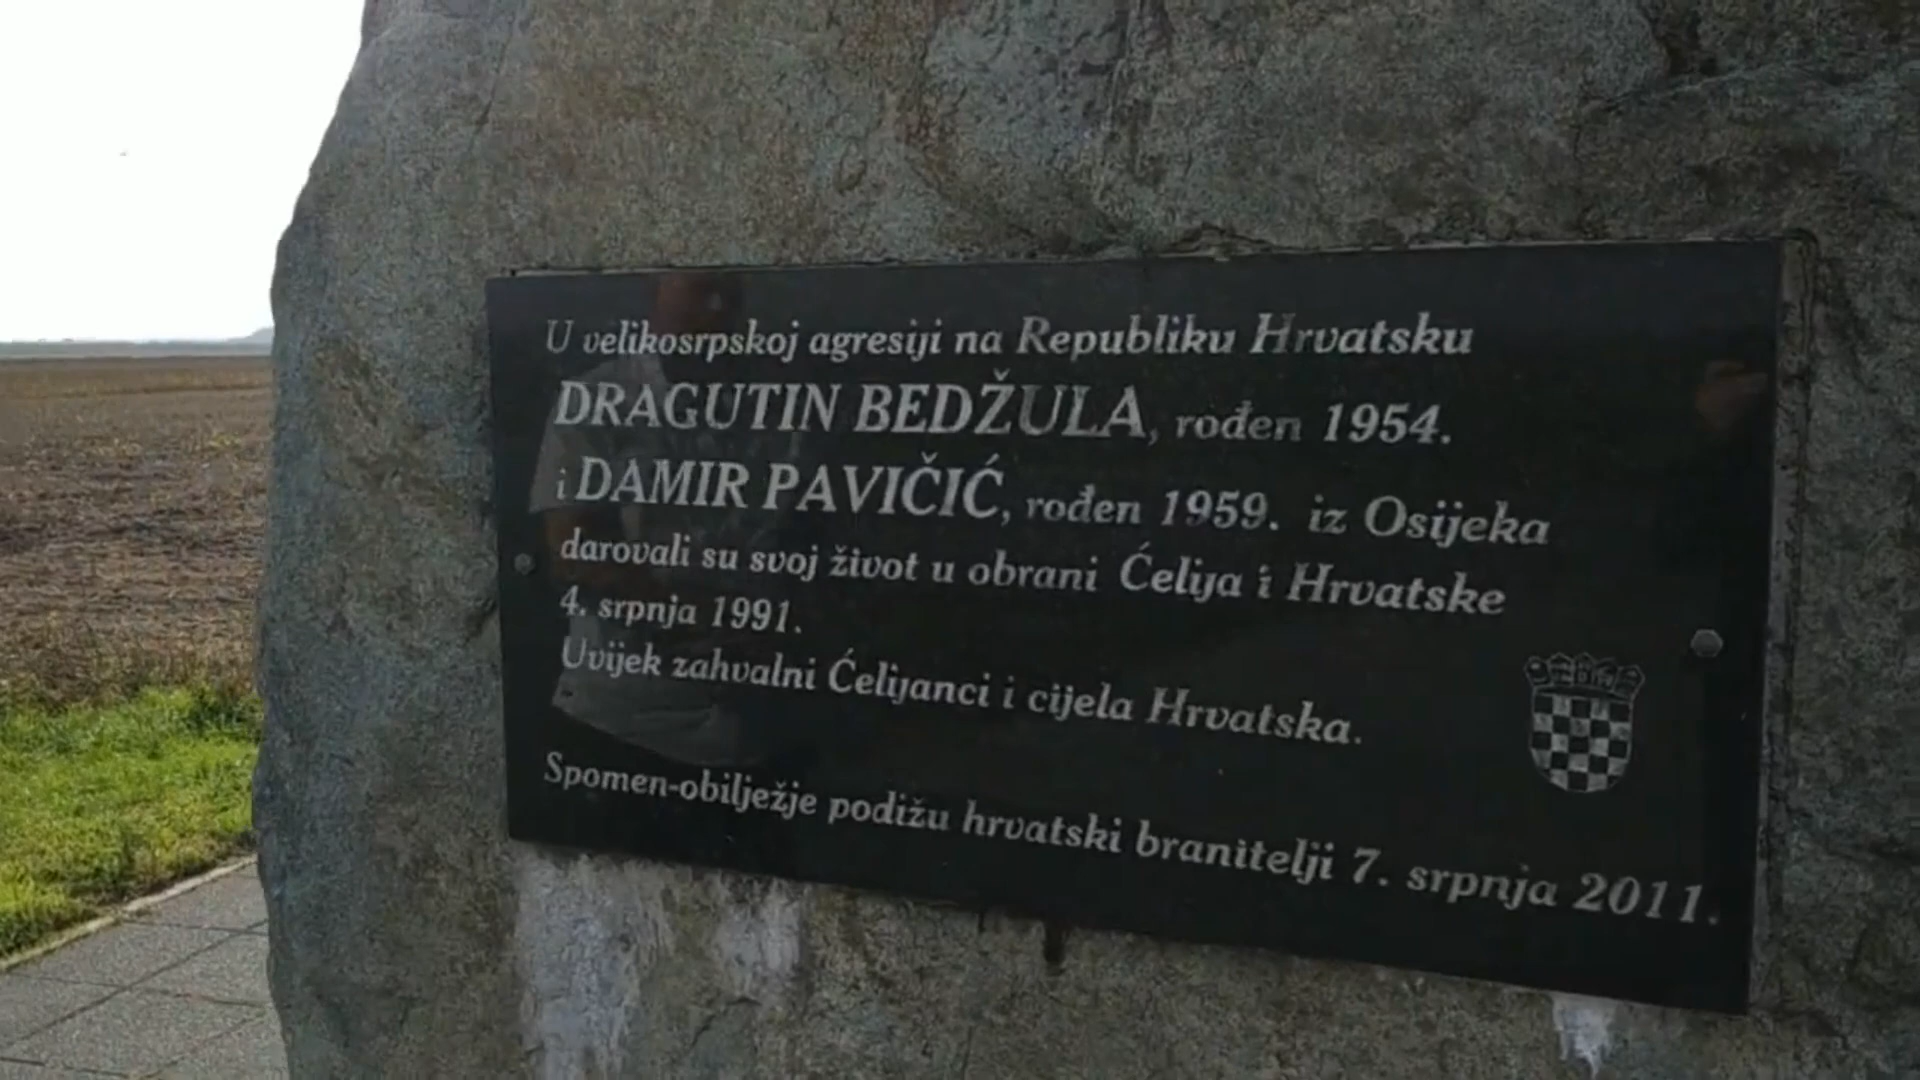 U velikosrpskoj agresiji na Republiku Hrvatsku
DRAGUTIN BEDŽULA, rođen 1954.
i DAMIR PAVIČIĆ, rođen 1959. iz Osijeka
darovali su svoj život u obrani Ćelija i Hrvatske
4. srpnja 1991.
Uvijek zahvalni Ćelijanci i cijela Hrvatska.
Spomen-obilježje podižu hrvatski branitelji 7. srpnja 2011.